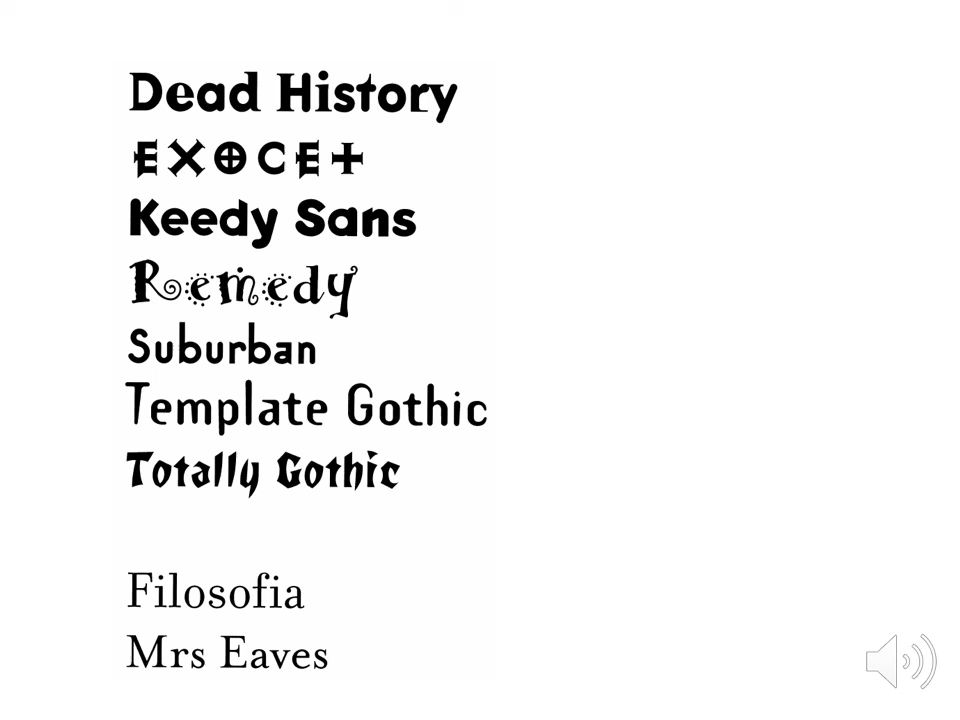 Dead History
EXOCET
Keedy Sans
Remedy
Suburban
Template Gothic
Totally Gothic
Filosofia
Mrs Eaves